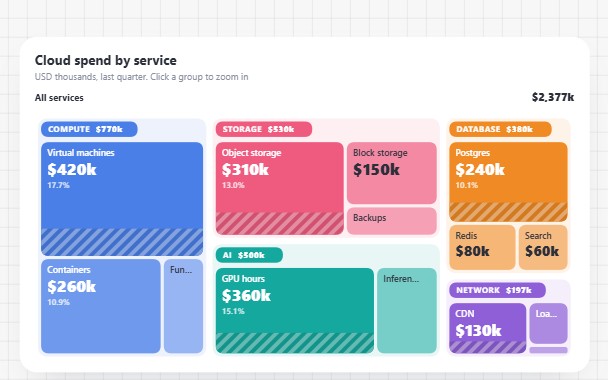 Cloud spend by service
USD thousands, last quarter. Click a group to zoom in
All services
$2,377k
COMPUTE $770k
Virtual machines
$420k
17.7%
Containers
$260k
10.9%
Fun...
STORAGE $530k
Object storage
$310k
13.0%
Block storage
$150k
Backups
AI $500k
GPU hours
$360k
15.1%
Inferen...
DATABASE $380k
Postgres
$240k
10.1%
Redis
$80k
Search
$60k
NETWORK $197k
CDN
$130k
Loa...